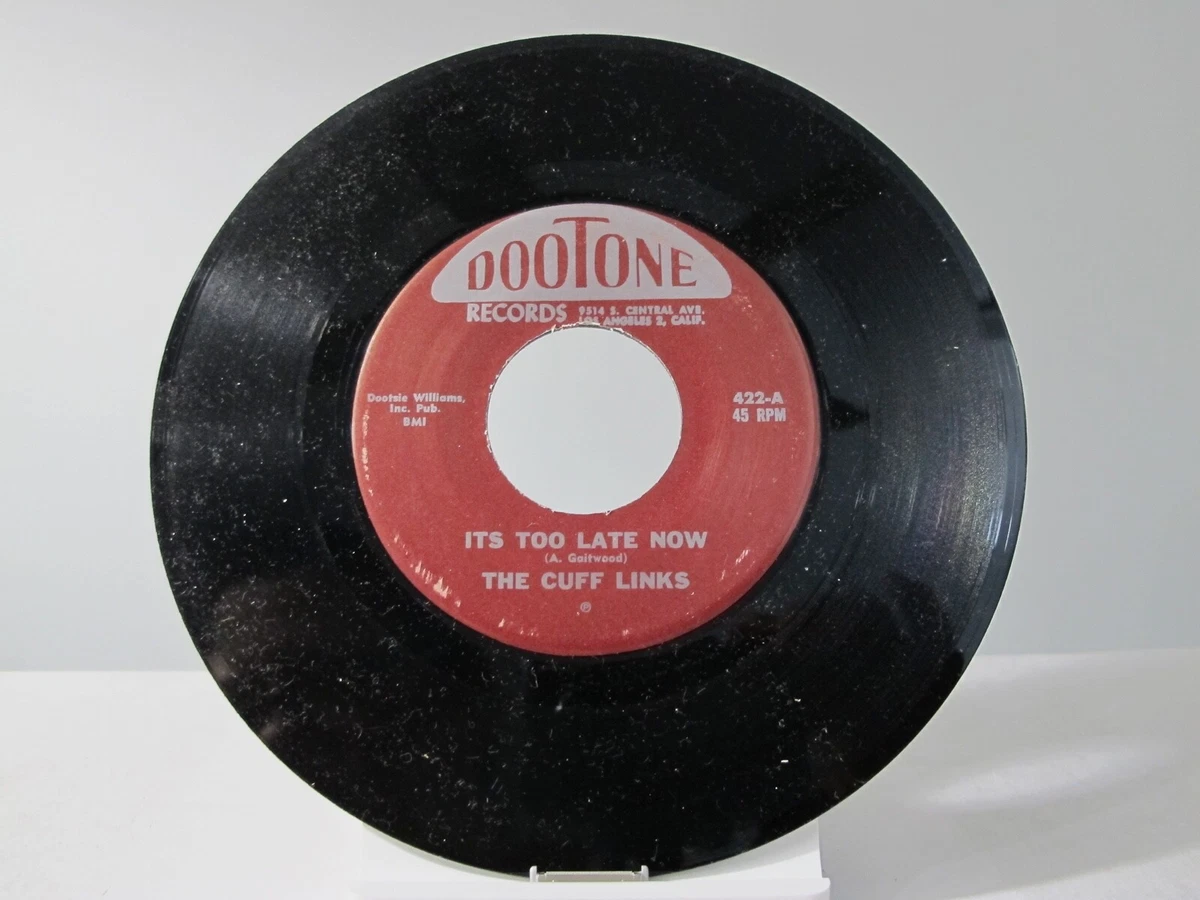 DOOTONE
RECORDS 9514 S. CENTRAL AVE.
LOS ANGELES 2, CALIF.
Dootsie Williams,
Inc. Pub.
BMI
422-A
45 RPM
ITS TOO LATE NOW
(A. Gaitwood)
THE CUFF LINKS
℗